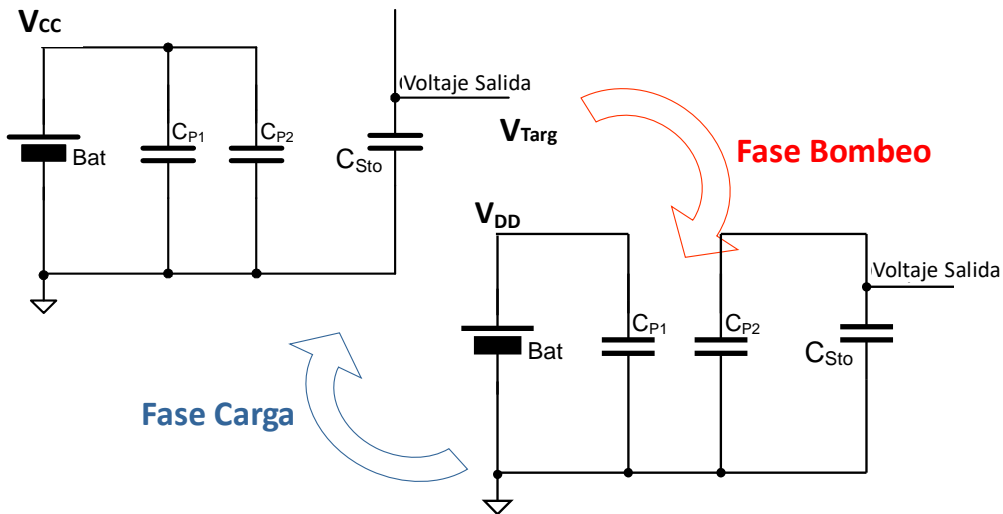 VCC
(Voltaje Salida
CP1
CP2
Bat
CSto
VTarg
Fase Bombeo
VDD
(Voltaje Salida
CP1
CP2
Bat
CSto
Fase Carga